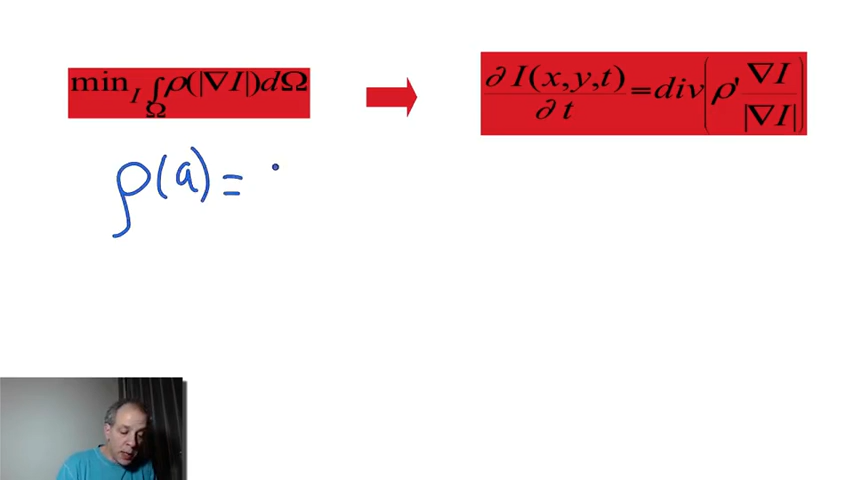 min_I ∫_Ω ρ(|∇I|)dΩ
∂I(x,y,t)/∂t = div(ρ' ∇I/|∇I|)
ρ(a) =